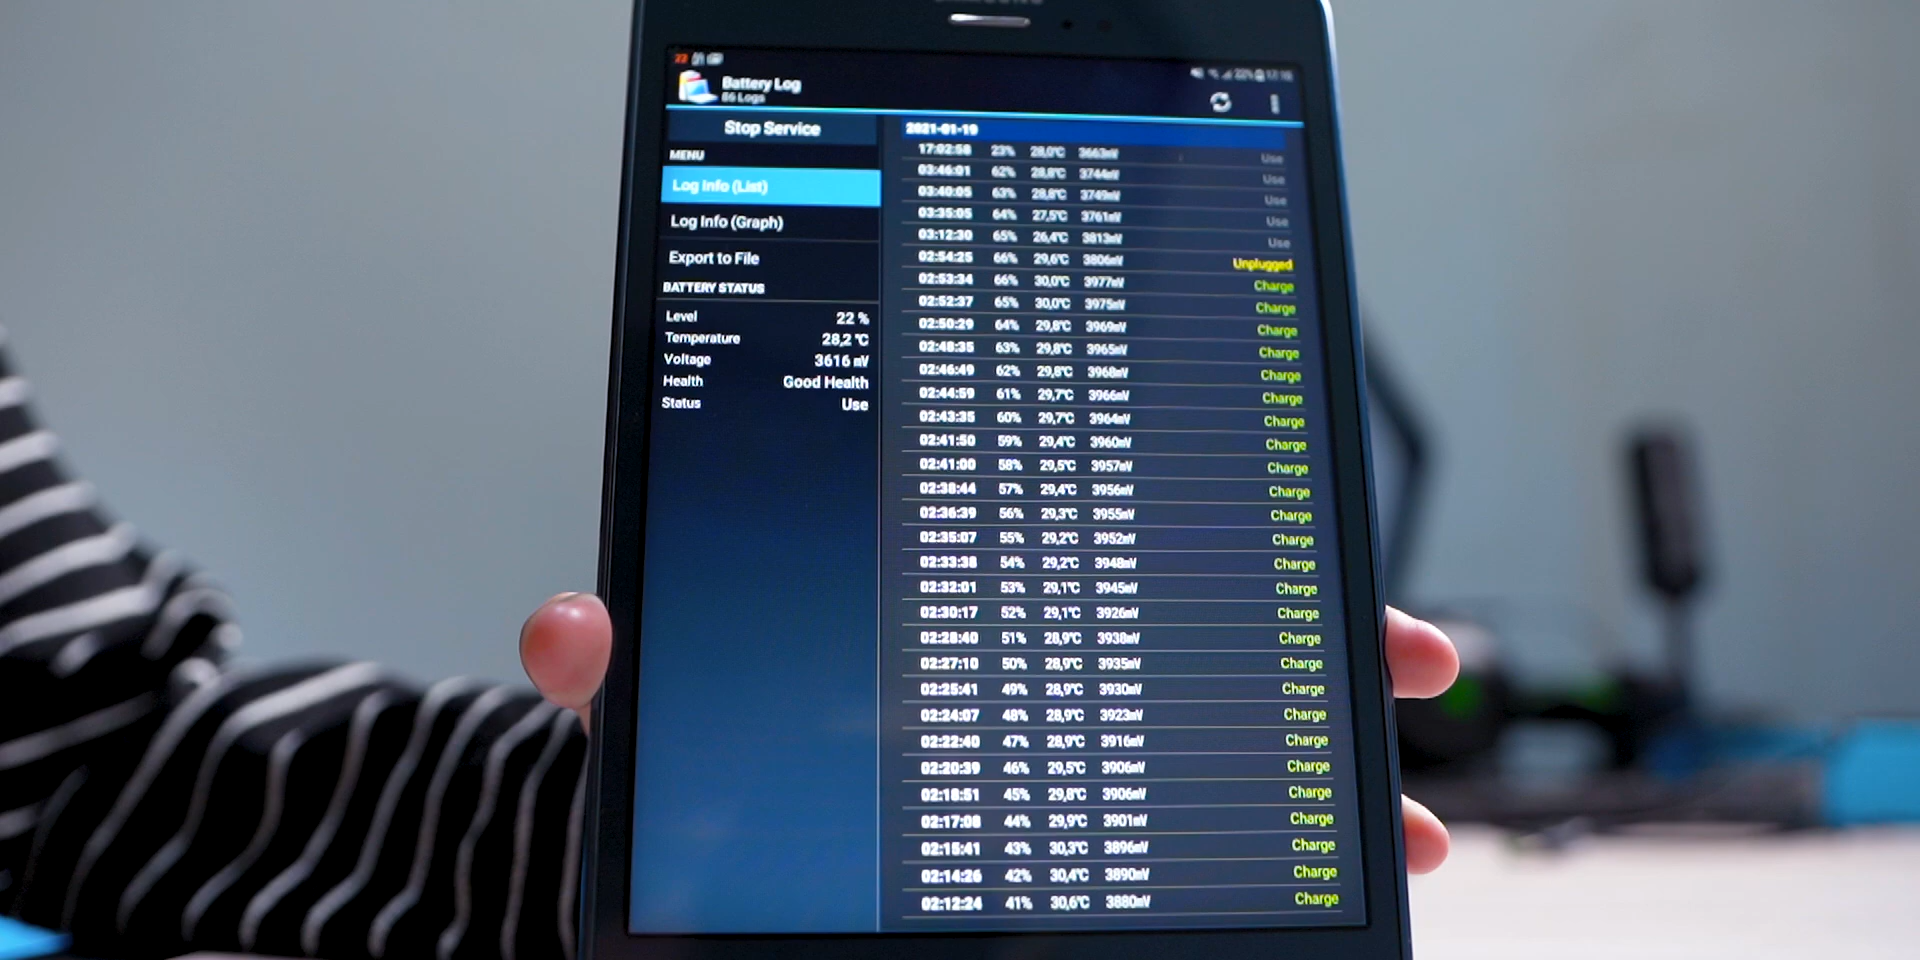 SAMSUNG
22
22% 17:16
Battery Log
86 Logs
Stop Service
MENU
Log Info (List)
Log Info (Graph)
Export to File
BATTERY STATUS
Level 22 %
Temperature 28,2 °C
Voltage 3616 mV
Health Good Health
Status Use
2021-01-19
17:02:58 23% 28,0°C 3663mV Use
03:46:01 62% 28,8°C 3744mV Use
03:40:05 63% 28,8°C 3749mV Use
03:35:05 64% 27,5°C 3761mV Use
03:12:30 65% 26,4°C 3813mV Use
02:54:25 66% 29,6°C 3806mV Unplugged
02:53:34 66% 30,0°C 3977mV Charge
02:52:37 65% 30,0°C 3975mV Charge
02:50:29 64% 29,8°C 3969mV Charge
02:48:35 63% 29,8°C 3965mV Charge
02:46:49 62% 29,8°C 3968mV Charge
02:44:59 61% 29,7°C 3966mV Charge
02:43:35 60% 29,7°C 3964mV Charge
02:41:50 59% 29,4°C 3960mV Charge
02:41:00 58% 29,5°C 3957mV Charge
02:38:44 57% 29,4°C 3956mV Charge
02:36:39 56% 29,3°C 3955mV Charge
02:35:07 55% 29,2°C 3952mV Charge
02:33:38 54% 29,2°C 3948mV Charge
02:32:01 53% 29,1°C 3945mV Charge
02:30:17 52% 29,1°C 3926mV Charge
02:28:40 51% 28,9°C 3938mV Charge
02:27:10 50% 28,9°C 3935mV Charge
02:25:41 49% 28,9°C 3930mV Charge
02:24:07 48% 28,9°C 3923mV Charge
02:22:40 47% 28,9°C 3916mV Charge
02:20:39 46% 29,5°C 3906mV Charge
02:18:51 45% 29,8°C 3906mV Charge
02:17:08 44% 29,9°C 3901mV Charge
02:15:41 43% 30,3°C 3896mV Charge
02:14:26 42% 30,4°C 3890mV Charge
02:12:24 41% 30,6°C 3880mV Charge